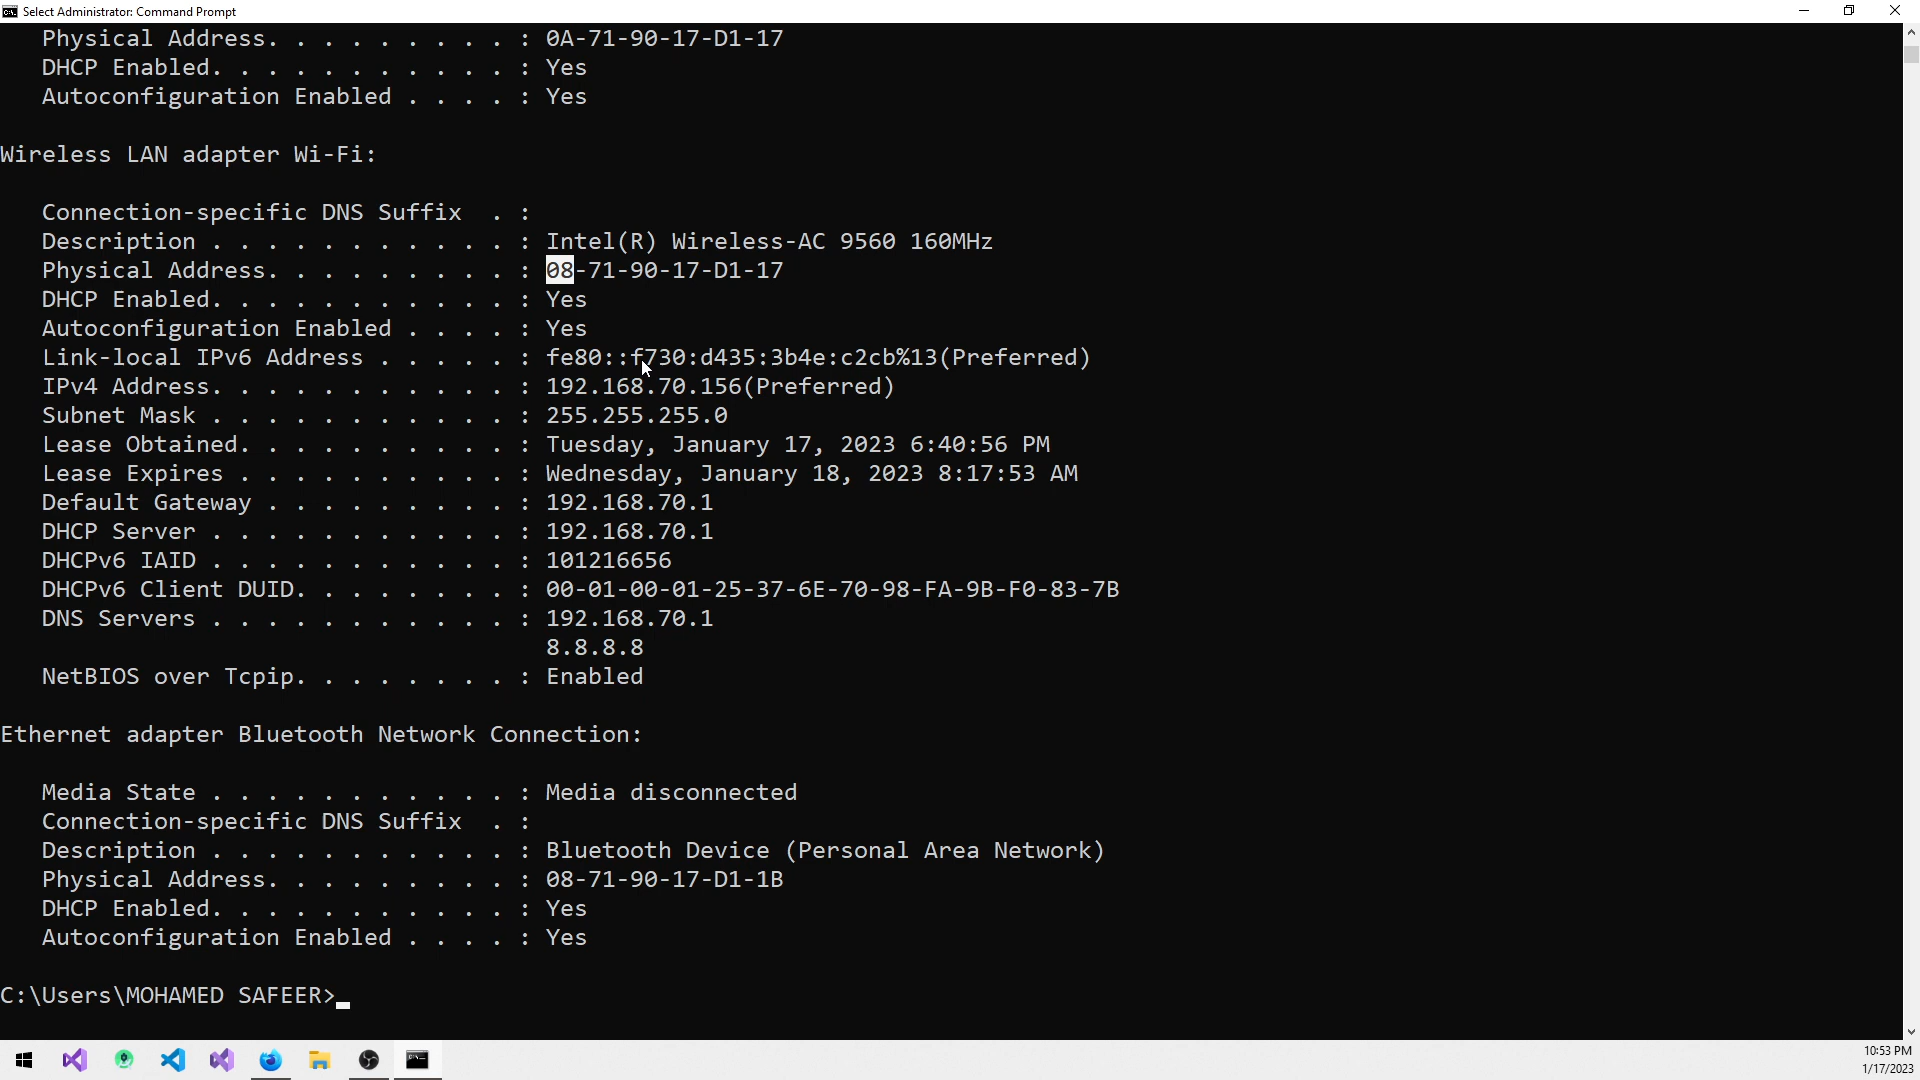 Select Administrator: Command Prompt
Physical Address. . . . . . . . . . : 0A-71-90-17-D1-17
DHCP Enabled. . . . . . . . . . . . : Yes
Autoconfiguration Enabled . . . . . : Yes
Wireless LAN adapter Wi-Fi:
Connection-specific DNS Suffix  . :
Description . . . . . . . . . . . . : Intel(R) Wireless-AC 9560 160MHz
Physical Address. . . . . . . . . . : 08-71-90-17-D1-17
DHCP Enabled. . . . . . . . . . . . : Yes
Autoconfiguration Enabled . . . . . : Yes
Link-local IPv6 Address . . . . . . : fe80::f730:d435:3b4e:c2cb%13(Preferred)
IPv4 Address. . . . . . . . . . . . : 192.168.70.156(Preferred)
Subnet Mask . . . . . . . . . . . . : 255.255.255.0
Lease Obtained. . . . . . . . . . . : Tuesday, January 17, 2023 6:40:56 PM
Lease Expires . . . . . . . . . . . : Wednesday, January 18, 2023 8:17:53 AM
Default Gateway . . . . . . . . . . : 192.168.70.1
DHCP Server . . . . . . . . . . . . : 192.168.70.1
DHCPv6 IAID . . . . . . . . . . . . : 101216656
DHCPv6 Client DUID. . . . . . . . . : 00-01-00-01-25-37-6E-70-98-FA-9B-F0-83-7B
DNS Servers . . . . . . . . . . . . : 192.168.70.1
8.8.8.8
NetBIOS over Tcpip. . . . . . . . . : Enabled
Ethernet adapter Bluetooth Network Connection:
Media State . . . . . . . . . . . . : Media disconnected
Connection-specific DNS Suffix  . :
Description . . . . . . . . . . . . : Bluetooth Device (Personal Area Network)
Physical Address. . . . . . . . . . : 08-71-90-17-D1-1B
DHCP Enabled. . . . . . . . . . . . : Yes
Autoconfiguration Enabled . . . . . : Yes
C:\Users\MOHAMED SAFEER>
10:53 PM
1/17/2023